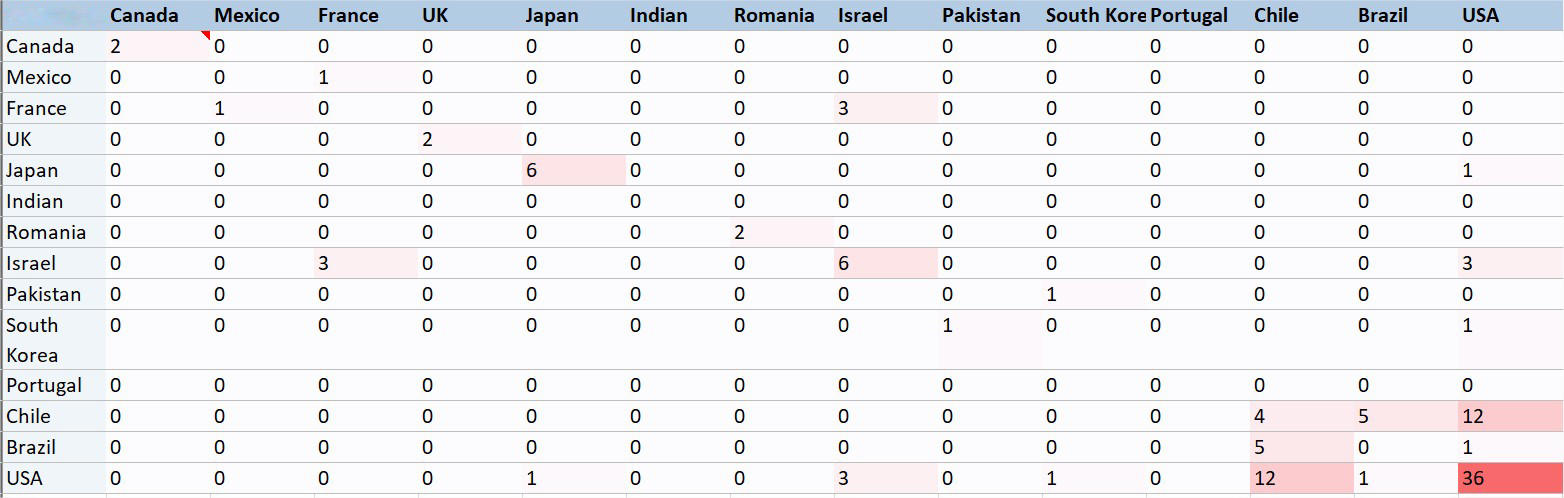 Canada Mexico France UK Japan Indian Romania Israel Pakistan South Kore Portugal Chile Brazil USA
Canada 2 0 0 0 0 0 0 0 0 0 0 0 0 0
Mexico 0 0 1 0 0 0 0 0 0 0 0 0 0 0
France 0 1 0 0 0 0 0 3 0 0 0 0 0 0
UK 0 0 0 2 0 0 0 0 0 0 0 0 0 0
Japan 0 0 0 0 6 0 0 0 0 0 0 0 0 1
Indian 0 0 0 0 0 0 0 0 0 0 0 0 0 0
Romania 0 0 0 0 0 0 2 0 0 0 0 0 0 0
Israel 0 0 3 0 0 0 0 6 0 0 0 0 0 3
Pakistan 0 0 0 0 0 0 0 0 0 1 0 0 0 0
South 0 0 0 0 0 0 0 0 1 0 0 0 0 1
Korea
Portugal 0 0 0 0 0 0 0 0 0 0 0 0 0 0
Chile 0 0 0 0 0 0 0 0 0 0 0 4 5 12
Brazil 0 0 0 0 0 0 0 0 0 0 0 5 0 1
USA 0 0 0 0 1 0 0 3 0 1 0 12 1 36